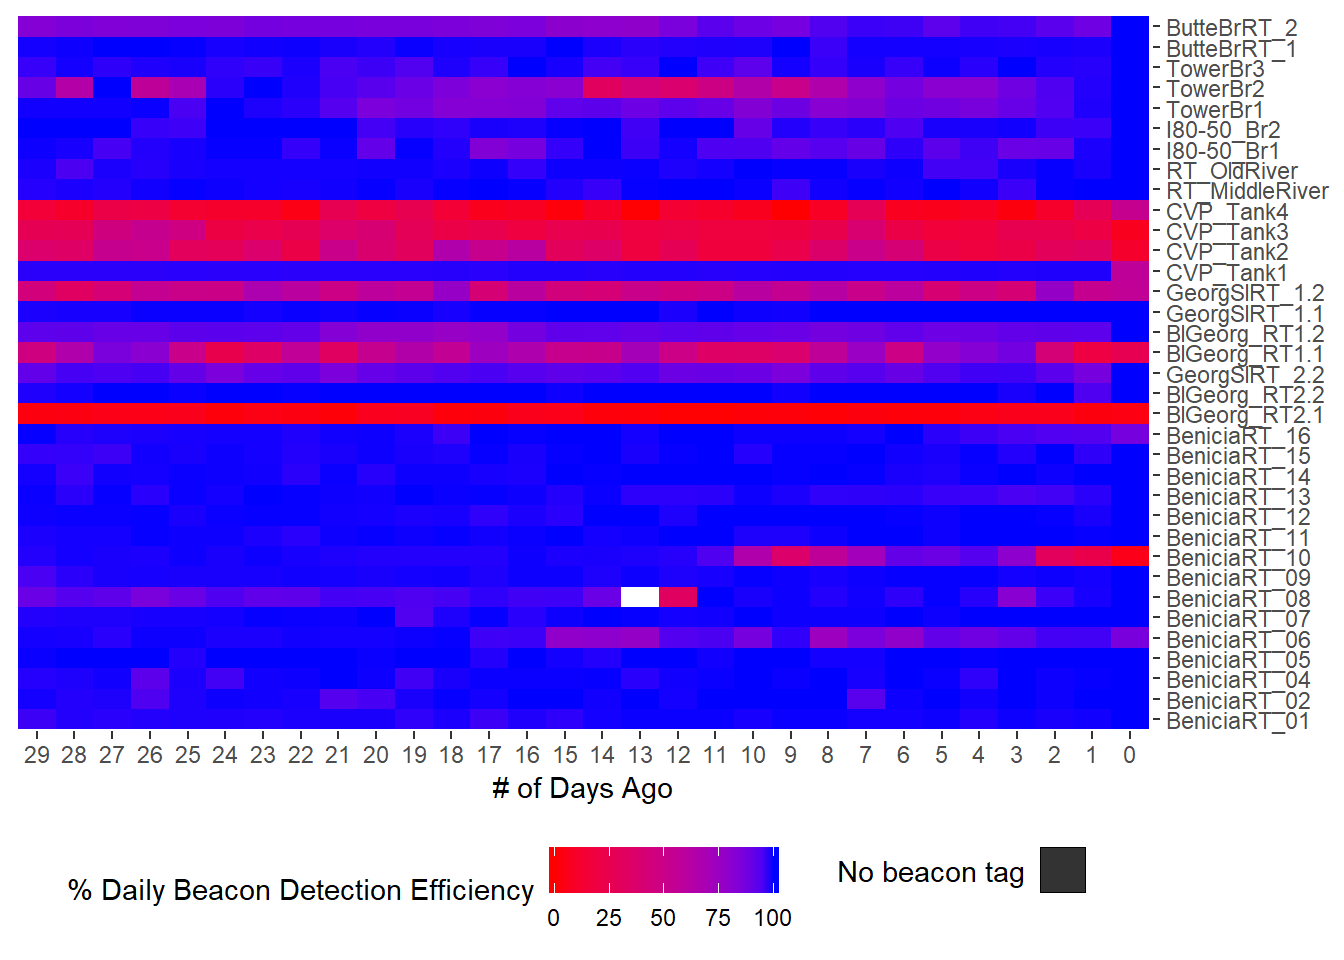 ButteBrRT_2
ButteBrRT_1
TowerBr3
TowerBr2
TowerBr1
I80-50_Br2
I80-50_Br1
RT_OldRiver
RT_MiddleRiver
CVP_Tank4
CVP_Tank3
CVP_Tank2
CVP_Tank1
GeorgSlRT_1.2
GeorgSlRT_1.1
BlGeorg_RT1.2
BlGeorg_RT1.1
GeorgSlRT_2.2
BlGeorg_RT2.2
BlGeorg_RT2.1
BeniciaRT_16
BeniciaRT_15
BeniciaRT_14
BeniciaRT_13
BeniciaRT_12
BeniciaRT_11
BeniciaRT_10
BeniciaRT_09
BeniciaRT_08
BeniciaRT_07
BeniciaRT_06
BeniciaRT_05
BeniciaRT_04
BeniciaRT_02
BeniciaRT_01
29 28 27 26 25 24 23 22 21 20 19 18 17 16 15 14 13 12 11 10 9 8 7 6 5 4 3 2 1 0
# of Days Ago
% Daily Beacon Detection Efficiency
0 25 50 75 100
No beacon tag